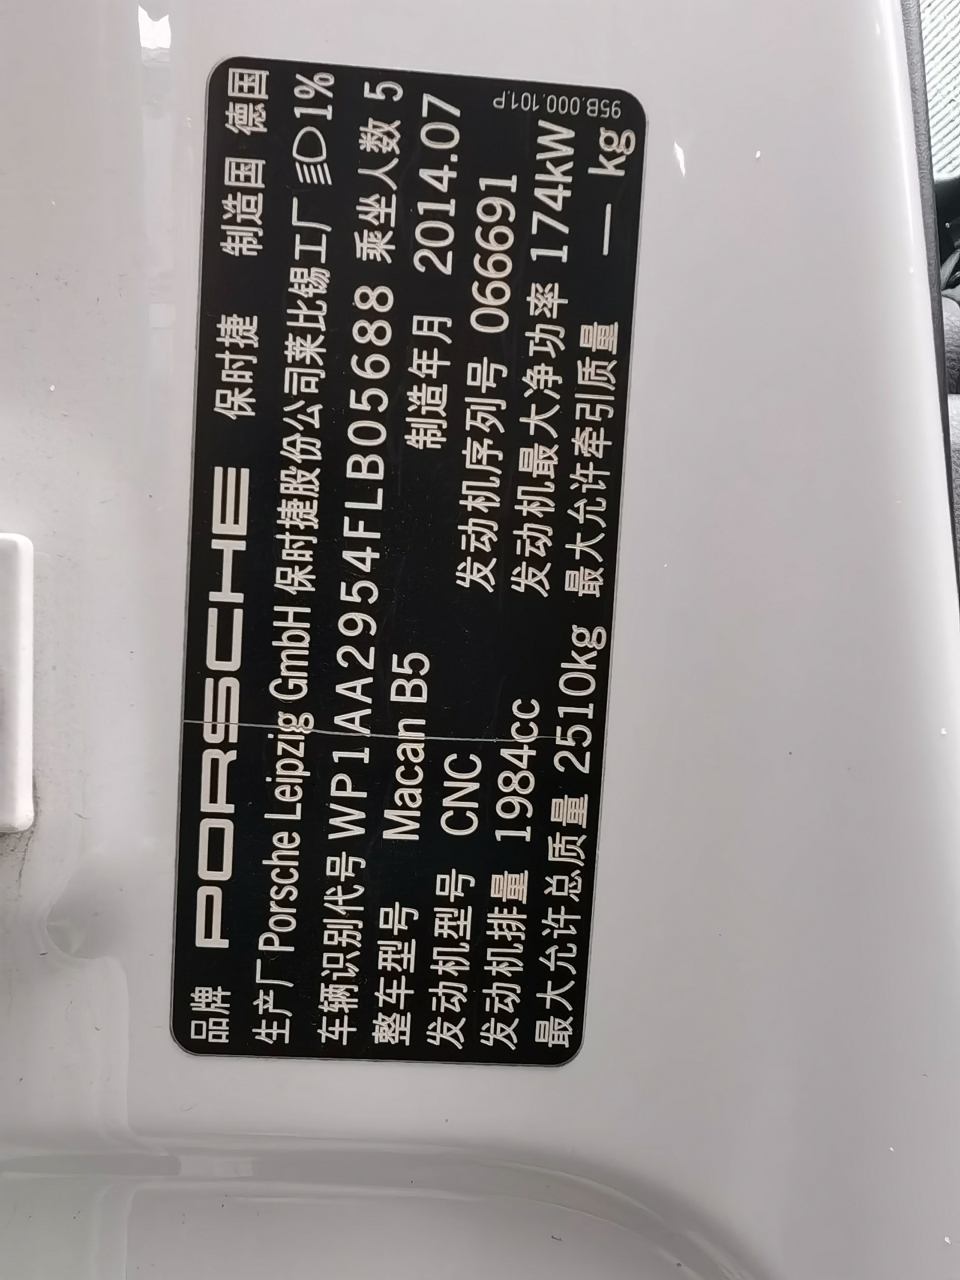 品牌 PORSCHE 保时捷 制造国 德国
生产厂 Porsche Leipzig GmbH 保时捷股份公司莱比锡工厂 1%
车辆识别代号 WP1AA2954FLB05688 乘坐人数 5
整车型号 Macan B5 制造年月 2014.07
发动机型号 CNC 发动机序列号 066691
发动机排量 1984cc 发动机最大净功率 174kW
最大允许总质量 2510kg 最大允许牵引质量 — kg
95B.000.101.P